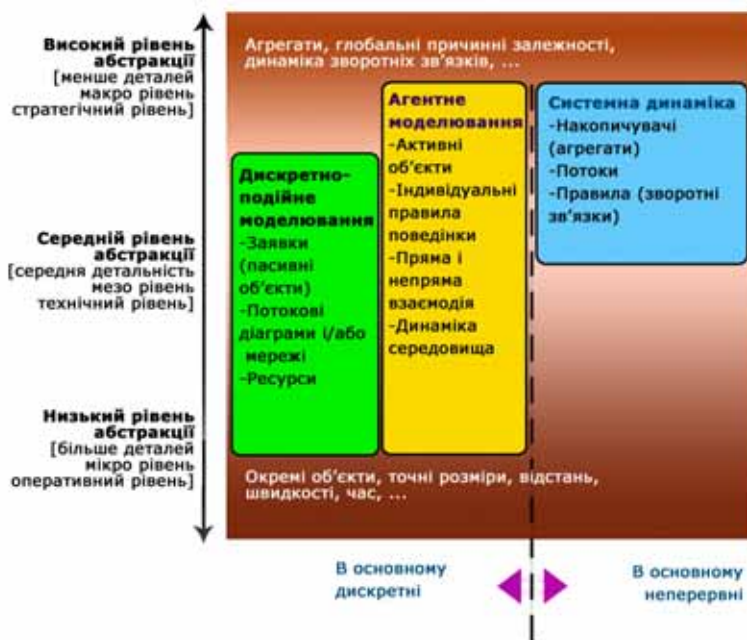 Високий рівень
абстракції
[менше деталей
макро рівень
стратегічний рівень]
Середній рівень
абстракції
[середня детальність
мезо рівень
технічний рівень]
Низький рівень
абстракції
[більше деталей
мікро рівень
оперативний рівень]
Агрегати, глобальні причинні залежності,
динаміка зворотніх зв'язків, ...
Дискретно-
подійне
моделювання
-Заявки
(пасивні
об'єкти)
-Потокові
діаграми і/або
мережі
-Ресурси
Агентне
моделювання
-Активні
об'єкти
-Індивідуальні
правила
поведінки
-Пряма і
непряма
взаємодія
-Динаміка
середовища
Системна динаміка
-Накопичувачі
(агрегати)
-Потоки
-Правила (зворотні
зв'язки)
Окремі об'єкти, точні розміри, відстань,
швидкості, час, ...
В основному
дискретні
В основному
неперервні